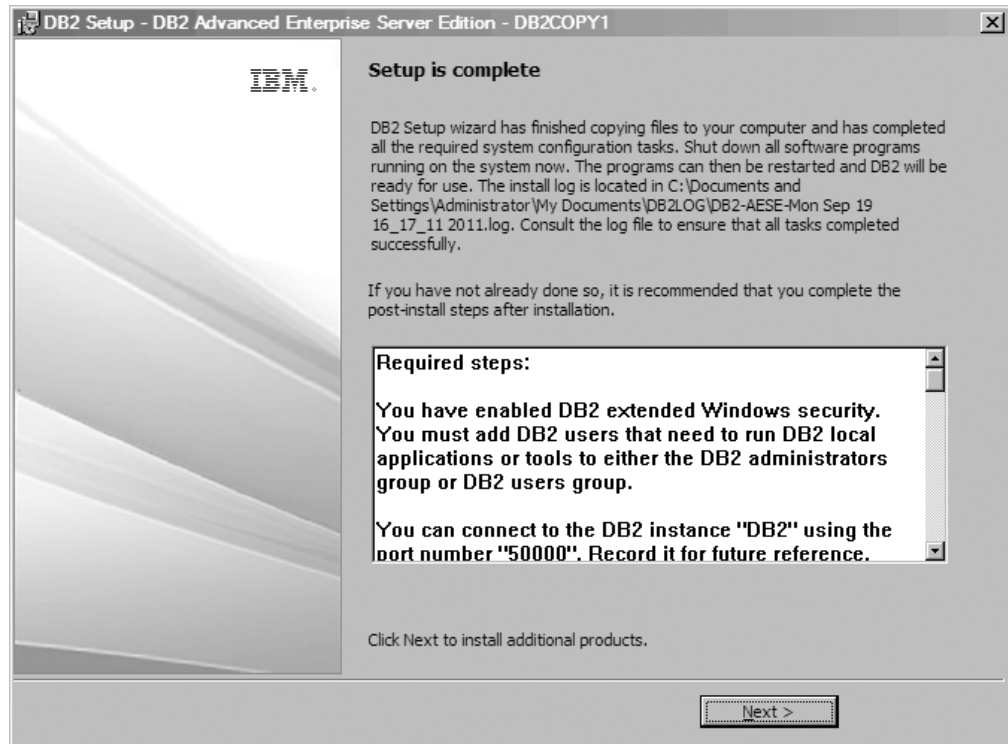 DB2 Setup - DB2 Advanced Enterprise Server Edition - DB2COPY1
IBM.
Setup is complete
DB2 Setup wizard has finished copying files to your computer and has completed
all the required system configuration tasks. Shut down all software programs
running on the system now. The programs can then be restarted and DB2 will be
ready for use. The install log is located in C:\Documents and
Settings\Administrator\My Documents\DB2LOG\DB2-AESE-Mon Sep 19
16_17_11 2011.log. Consult the log file to ensure that all tasks completed
successfully.
If you have not already done so, it is recommended that you complete the
post-install steps after installation.
Required steps:
You have enabled DB2 extended Windows security.
You must add DB2 users that need to run DB2 local
applications or tools to either the DB2 administrators
group or DB2 users group.
You can connect to the DB2 instance "DB2" using the
port number "50000". Record it for future reference.
Click Next to install additional products.
Next >